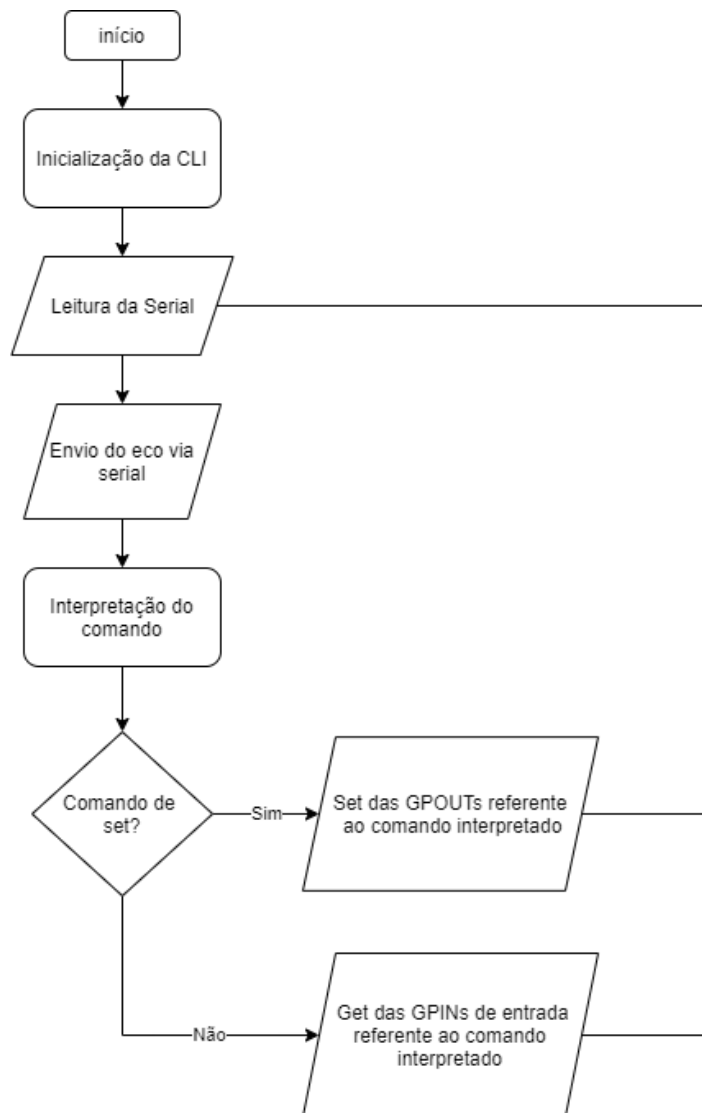 início
Inicialização da CLI
Leitura da Serial
Envio do eco via
serial
Interpretação do
comando
Comando de
set?
Sim
Set das GPOUTs referente
ao comando interpretado
Não
Get das GPINs de entrada
referente ao comando
interpretado